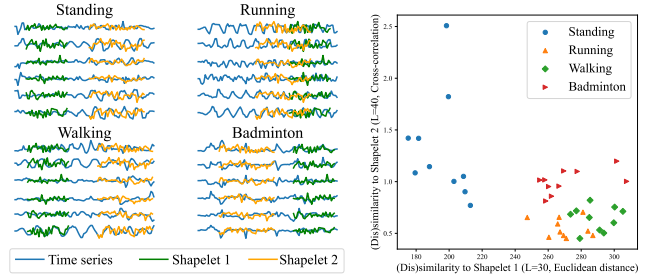 Standing
Running
Walking
Badminton
Time series
Shapelet 1
Shapelet 2
(Dis)similarity to Shapelet 2 (L=40, Cross-correlation)
2.5
2.0
1.5
1.0
0.5
Standing
Running
Walking
Badminton
180
200
220
240
260
280
300
(Dis)similarity to Shapelet 1 (L=30, Euclidean distance)